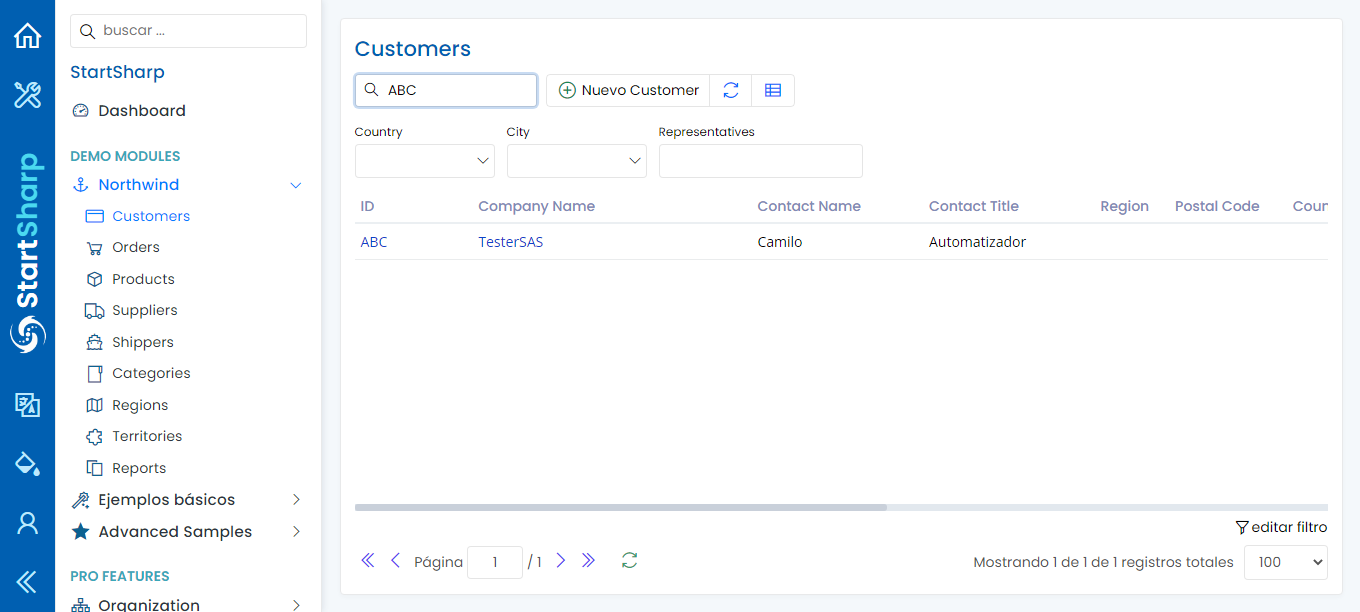 StartSharp
buscar ...
StartSharp
Dashboard
DEMO MODULES
Northwind
Customers
Orders
Products
Suppliers
Shippers
Categories
Regions
Territories
Reports
Ejemplos básicos
Advanced Samples
PRO FEATURES
Organization
Customers
ABC
Nuevo Customer
Country City Representatives
ID Company Name Contact Name Contact Title Region Postal Code Coun
ABC TesterSAS Camilo Automatizador
editar filtro
Página 1 / 1 Mostrando 1 de 1 de 1 registros totales 100